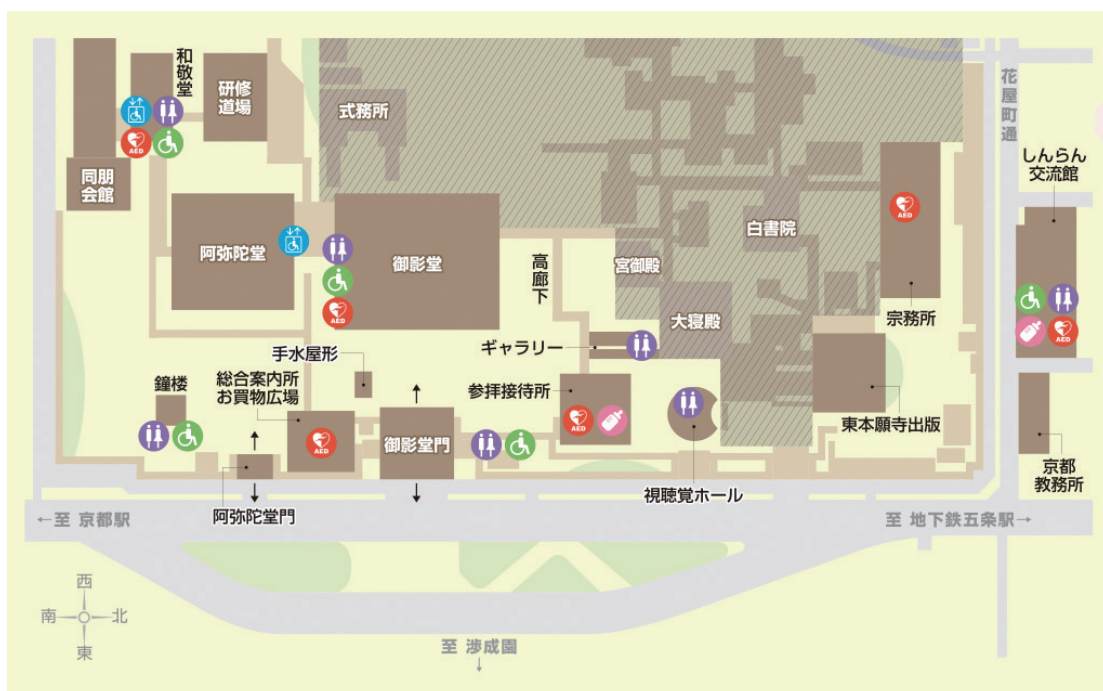 和敬堂
研修
道場
式務所
花屋町通
同朋
会館
しんらん
交流館
阿弥陀堂
御影堂
高廊下
宮御殿
白書院
大寝殿
宗務所
AED
AED
AED
AED
AED
AED
手水屋形
ギャラリー
鐘楼
総合案内所
お買物広場
参拝接待所
御影堂門
東本願寺出版
京都
教務所
視聴覚ホール
阿弥陀堂門
←至 京都駅
至 地下鉄五条駅→
西
南
北
東
至 渉成園